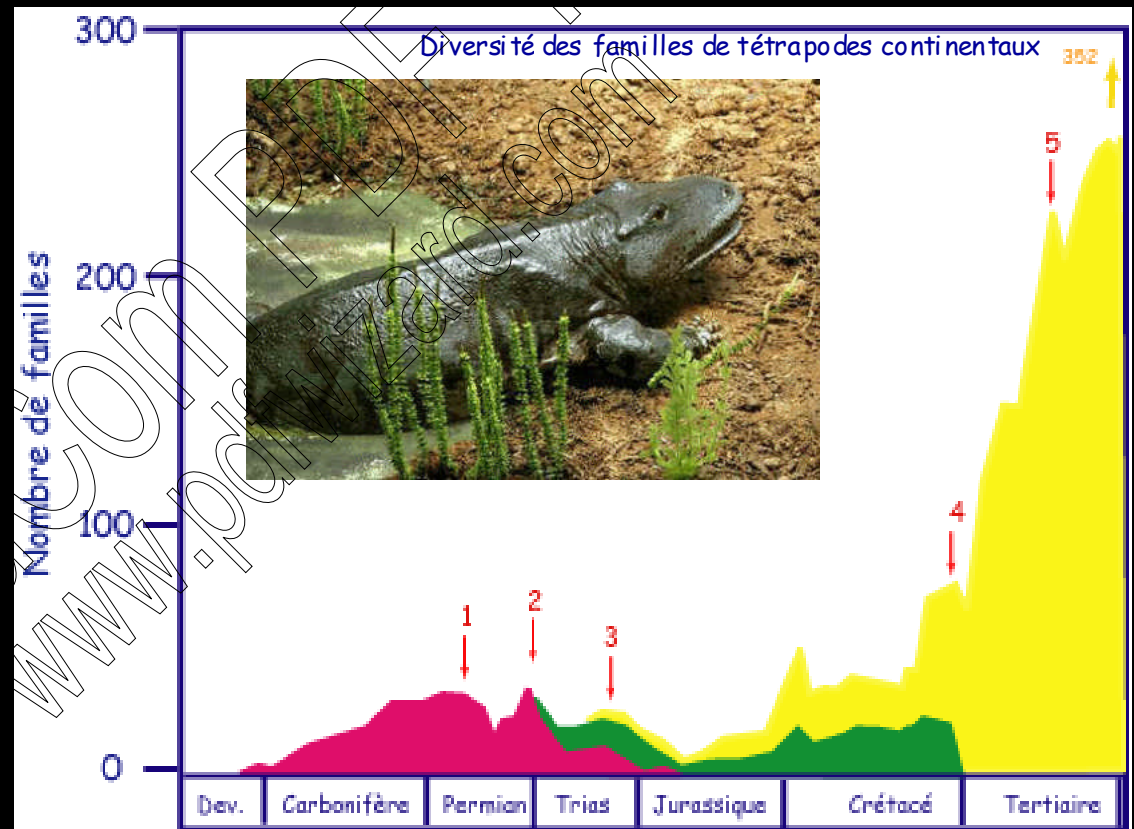 300
Diversité des familles de tétrapodes continentaux
352
5
200
Nombre de familles
4
100
1
2
3
0
Dev.
Carbonifère
Permian
Trias
Jurassique
Crétacé
Tertiaire
com PDF
www.pdfwizard.com